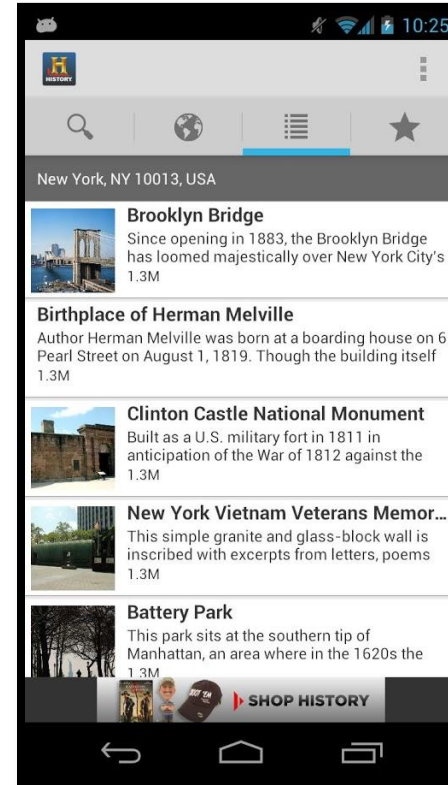 10:25
H
HISTORY
New York, NY 10013, USA
Brooklyn Bridge
Since opening in 1883, the Brooklyn Bridge
has loomed majestically over New York City's
1.3M
Birthplace of Herman Melville
Author Herman Melville was born at a boarding house on 6
Pearl Street on August 1, 1819. Though the building itself
1.3M
Clinton Castle National Monument
Built as a U.S. military fort in 1811 in
anticipation of the War of 1812 against the
1.3M
New York Vietnam Veterans Memor...
This simple granite and glass-block wall is
inscribed with excerpts from letters, poems
1.3M
Battery Park
This park sits at the southern tip of
Manhattan, an area where in the 1620s the
1.3M
SHOP HISTORY